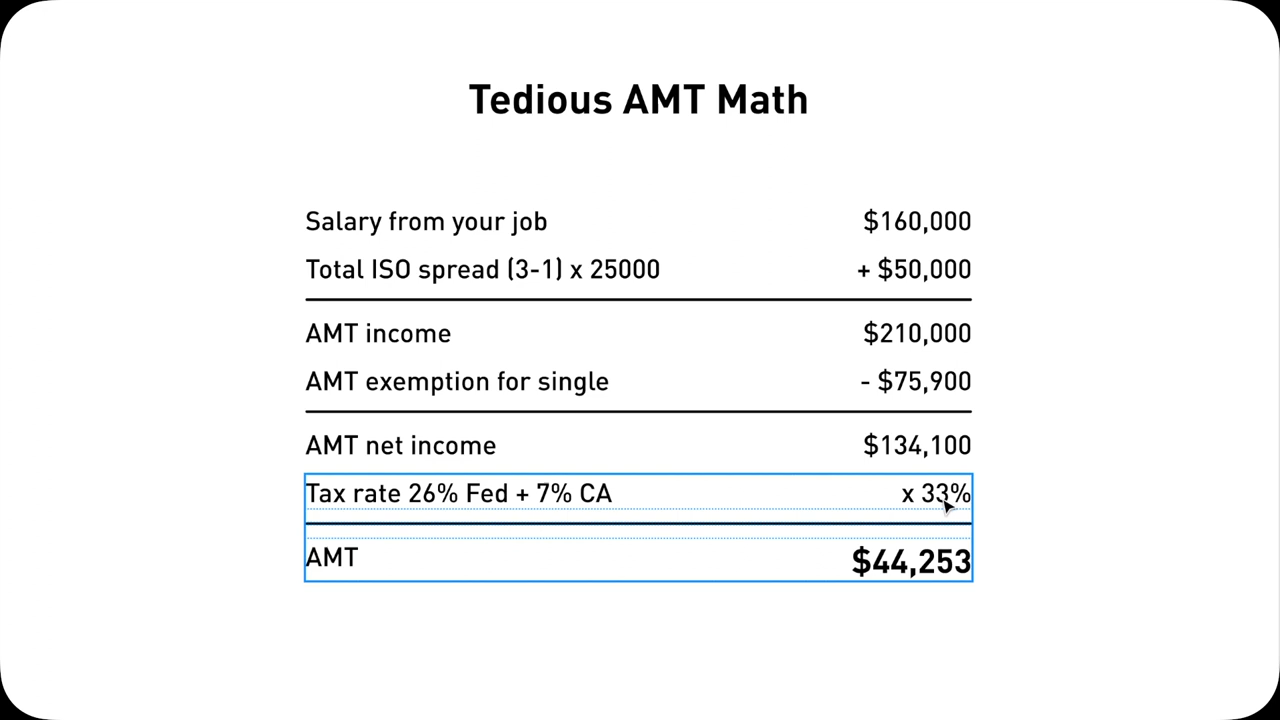 Tedious AMT Math
Salary from your job $160,000
Total ISO spread (3-1) x 25000 + $50,000
AMT income $210,000
AMT exemption for single - $75,900
AMT net income $134,100
Tax rate 26% Fed + 7% CA x 33%
AMT $44,253